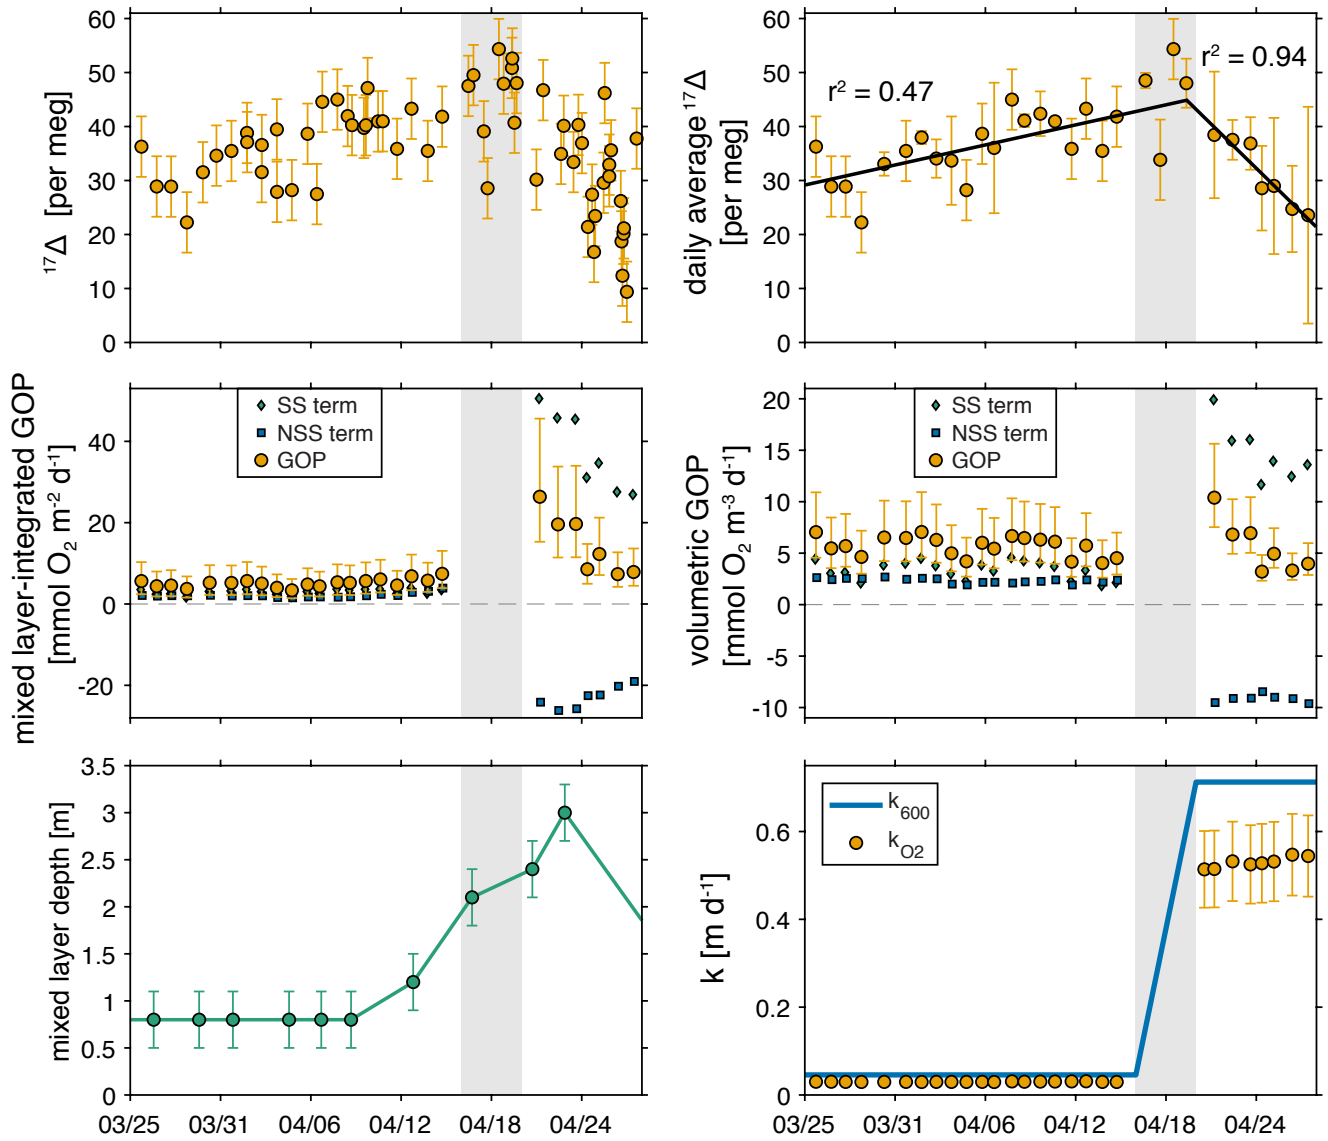 60
50
40
30
20
10
0
¹⁷Δ [per meg]
60
50
40
30
20
10
0
daily average ¹⁷Δ
[per meg]
r² = 0.47
r² = 0.94
40
20
0
-20
mixed layer-integrated GOP
[mmol O₂ m⁻² d⁻¹]
SS term
NSS term
GOP
20
15
10
5
0
-5
-10
volumetric GOP
[mmol O₂ m⁻³ d⁻¹]
SS term
NSS term
GOP
3.5
3
2.5
2
1.5
1
0.5
0
mixed layer depth [m]
03/25 03/31 04/06 04/12 04/18 04/24
0.6
0.4
0.2
0
k [m d⁻¹]
k₆₀₀
k_O2
03/25 03/31 04/06 04/12 04/18 04/24